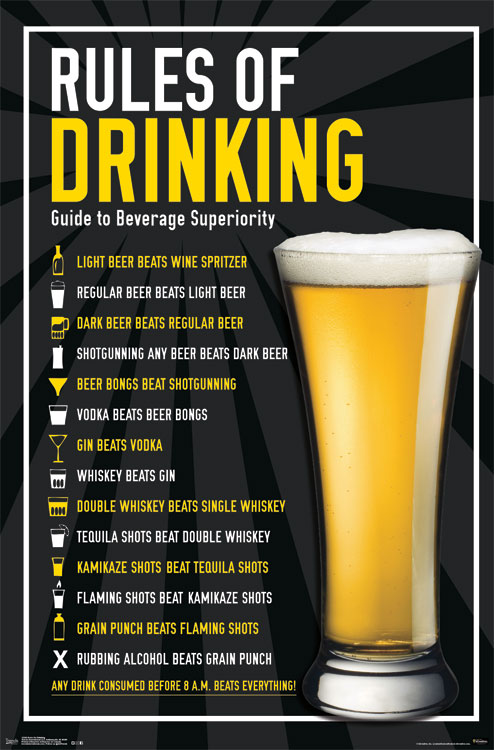 RULES OF
DRINKING
Guide to Beverage Superiority
LIGHT BEER BEATS WINE SPRITZER
REGULAR BEER BEATS LIGHT BEER
DARK BEER BEATS REGULAR BEER
SHOTGUNNING ANY BEER BEATS DARK BEER
BEER BONGS BEAT SHOTGUNNING
VODKA BEATS BEER BONGS
GIN BEATS VODKA
WHISKEY BEATS GIN
DOUBLE WHISKEY BEATS SINGLE WHISKEY
TEQUILA SHOTS BEAT DOUBLE WHISKEY
KAMIKAZE SHOTS BEAT TEQUILA SHOTS
FLAMING SHOTS BEAT KAMIKAZE SHOTS
GRAIN PUNCH BEATS FLAMING SHOTS
X RUBBING ALCOHOL BEATS GRAIN PUNCH
ANY DRINK CONSUMED BEFORE 8 A.M. BEATS EVERYTHING!